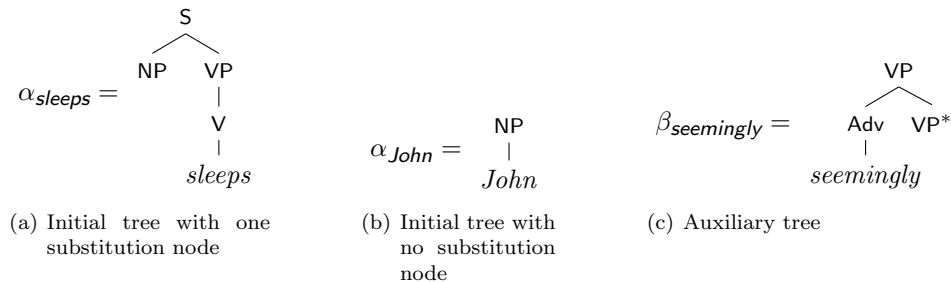 S
NP VP
α_sleeps =
V
sleeps
NP
α_John =
John
VP
β_seemingly =
Adv VP*
seemingly
(a) Initial tree with one
substitution node
(b) Initial tree with
no substitution
node
(c) Auxiliary tree